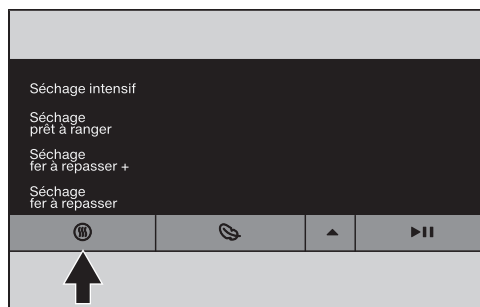 Séchage intensif
Séchage
prêt à ranger
Séchage
fer à repasser +
Séchage
fer à repasser